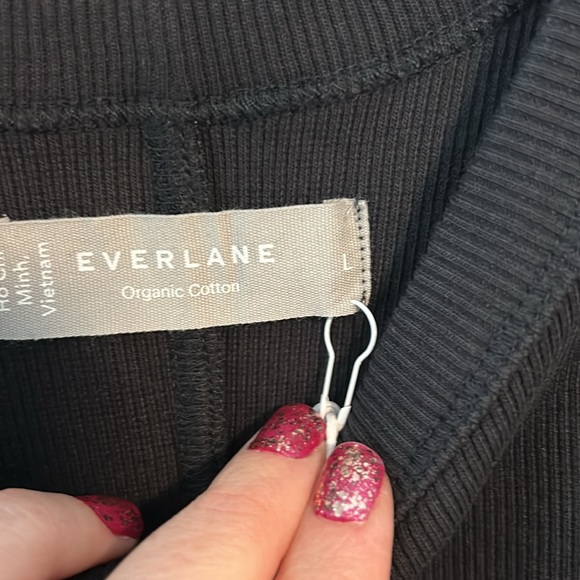 EVERLANE
Organic Cotton
L
Minh,
Vietnam